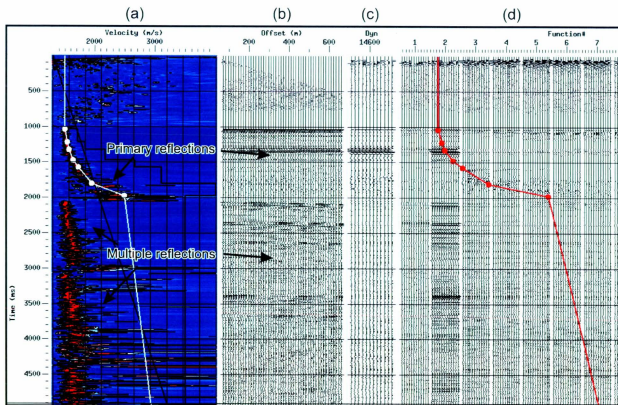 (a) (b) (c) (d)
Velocity (m/s) Offset (m) Dyn Function#
2000 3000 200 400 600 14600 1 2 3 4 5 6 7
500
1000
Primary reflections
1500
2000
2500
Multiple reflections
3000
Time (ms)
3500
4000
4500